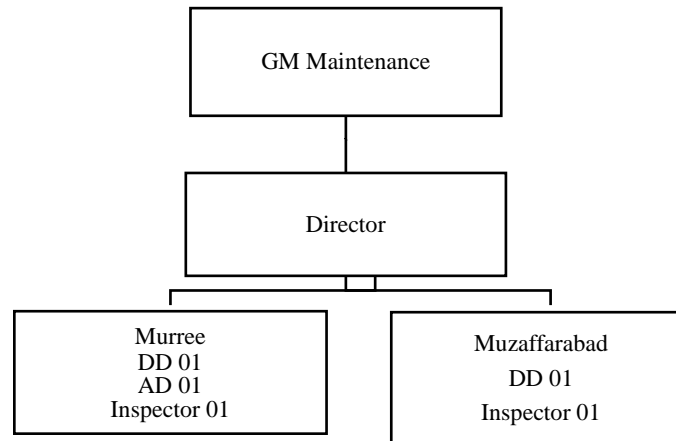 GM Maintenance
Director
Murree
DD 01
AD 01
Inspector 01
Muzaffarabad
DD 01
Inspector 01